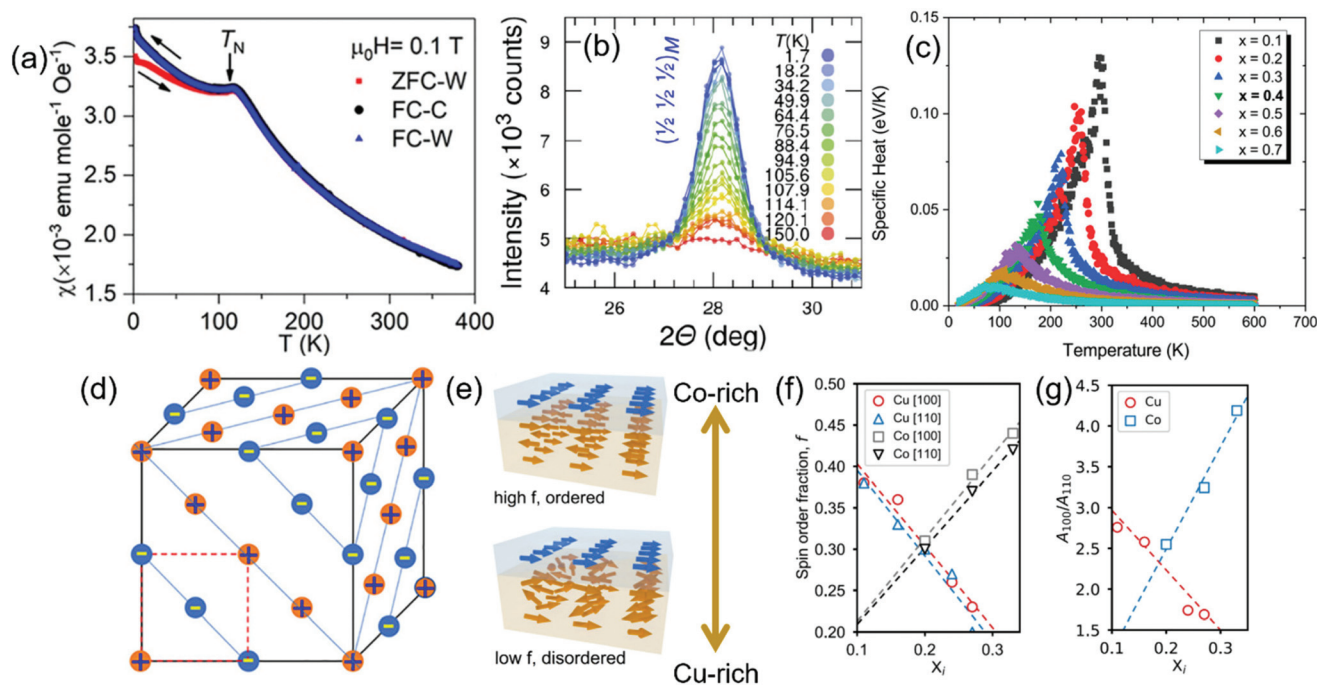 (a)
T_N
μ₀H= 0.1 T
ZFC-W
FC-C
FC-W
χ(×10⁻³ emu mole⁻¹ Oe⁻¹)
3.5
3.0
2.5
2.0
1.5
0 100 200 300 400
T (K)
(b)
(½ ½ ½)M
T(K)
1.7
18.2
34.2
49.9
64.4
76.5
88.4
94.9
105.6
107.9
114.1
120.1
150.0
Intensity (×10³ counts)
9
8
7
6
5
4
26 28 30
2Θ (deg)
(c)
x = 0.1
x = 0.2
x = 0.3
x = 0.4
x = 0.5
x = 0.6
x = 0.7
Specific Heat (eV/K)
0.15
0.13
0.10
0.08
0.05
0.03
0.00
0 100 200 300 400 500 600 700
Temperature (K)
(d)
(e)
Co-rich
high f, ordered
low f, disordered
Cu-rich
(f)
Cu [100]
Cu [110]
Co [100]
Co [110]
Spin order fraction, f
0.50
0.45
0.40
0.35
0.30
0.25
0.20
0.1 0.2 0.3
X_i
(g)
Cu
Co
A₁₀₀/A₁₁₀
4.5
4.0
3.5
3.0
2.5
2.0
1.5
0.1 0.2 0.3
X_i